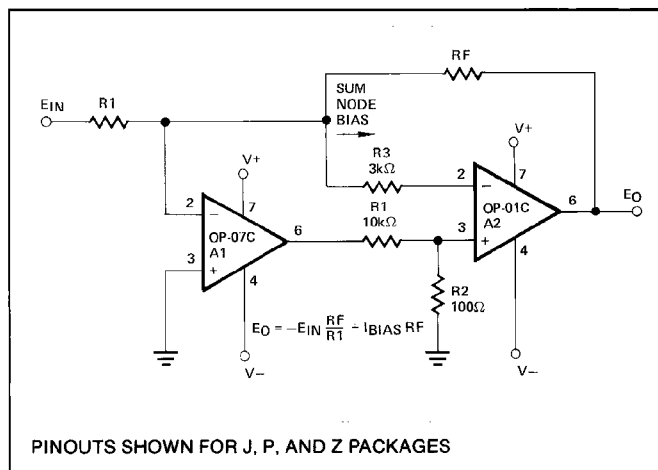 RF
EIN
R1
SUM
NODE
BIAS
R3
3kΩ
V+
V+
2
−
7
OP-01C
A2
6
EO
2
−
7
OP-07C
A1
6
R1
10kΩ
3
+
4
3
+
4
R2
100Ω
EO = −EIN RF/R1 ÷ IBIAS RF
V−
V−
PINOUTS SHOWN FOR J, P, AND Z PACKAGES